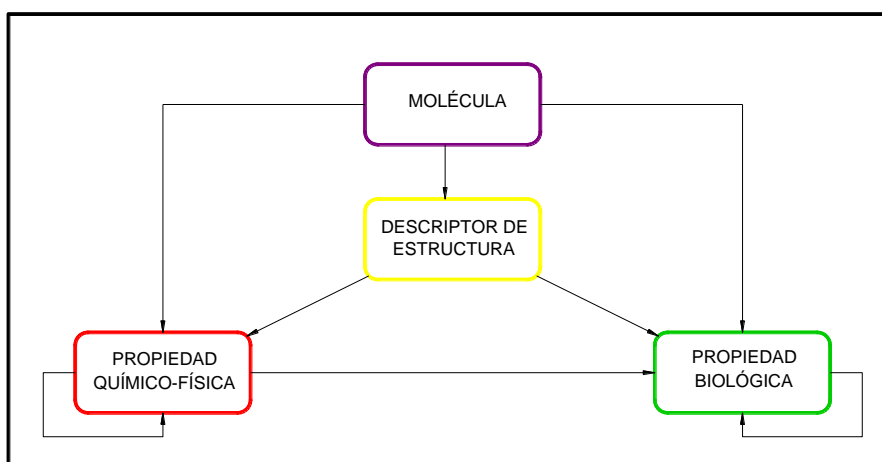 MOLÉCULA
DESCRIPTOR DE
ESTRUCTURA
PROPIEDAD
QUÍMICO-FÍSICA
PROPIEDAD
BIOLÓGICA